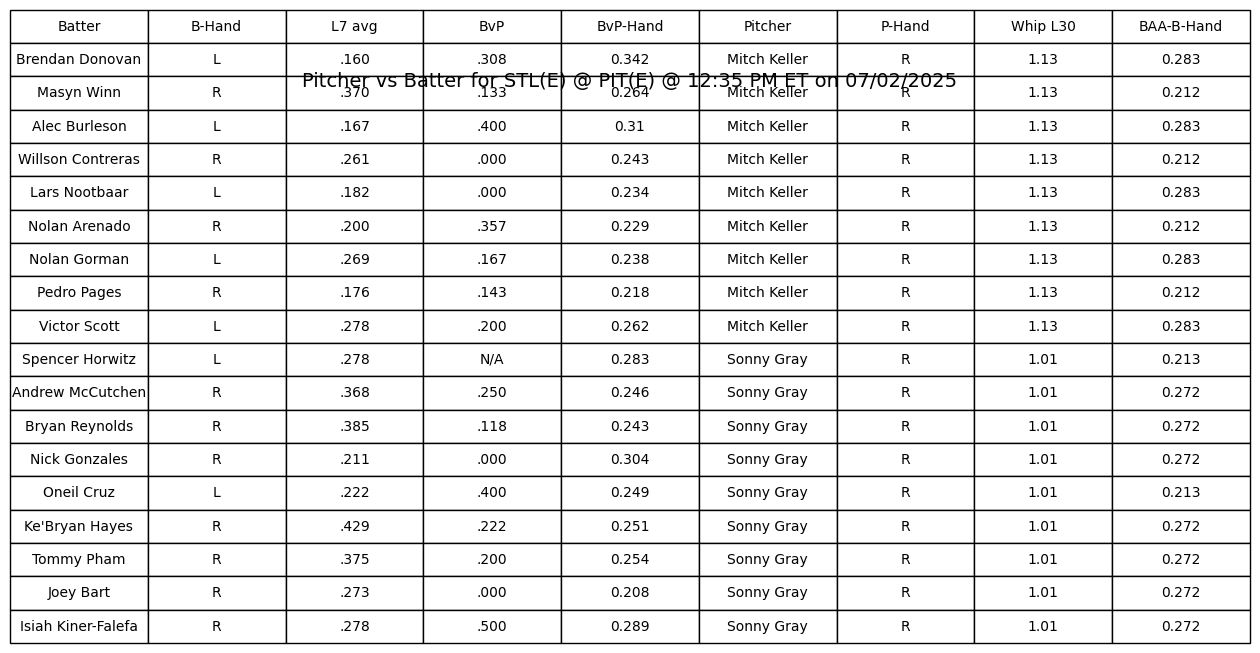 Batter B-Hand L7 avg BvP BvP-Hand Pitcher P-Hand Whip L30 BAA-B-Hand
Brendan Donovan L .160 .308 0.342 Mitch Keller R 1.13 0.283
Pitcher vs Batter for STL(E) @ PIT(E) @ 12:35 PM ET on 07/02/2025
Masyn Winn R .370 .133 0.264 Mitch Keller R 1.13 0.212
Alec Burleson L .167 .400 0.31 Mitch Keller R 1.13 0.283
Willson Contreras R .261 .000 0.243 Mitch Keller R 1.13 0.212
Lars Nootbaar L .182 .000 0.234 Mitch Keller R 1.13 0.283
Nolan Arenado R .200 .357 0.229 Mitch Keller R 1.13 0.212
Nolan Gorman L .269 .167 0.238 Mitch Keller R 1.13 0.283
Pedro Pages R .176 .143 0.218 Mitch Keller R 1.13 0.212
Victor Scott L .278 .200 0.262 Mitch Keller R 1.13 0.283
Spencer Horwitz L .278 N/A 0.283 Sonny Gray R 1.01 0.213
Andrew McCutchen R .368 .250 0.246 Sonny Gray R 1.01 0.272
Bryan Reynolds R .385 .118 0.243 Sonny Gray R 1.01 0.272
Nick Gonzales R .211 .000 0.304 Sonny Gray R 1.01 0.272
Oneil Cruz L .222 .400 0.249 Sonny Gray R 1.01 0.213
Ke'Bryan Hayes R .429 .222 0.251 Sonny Gray R 1.01 0.272
Tommy Pham R .375 .200 0.254 Sonny Gray R 1.01 0.272
Joey Bart R .273 .000 0.208 Sonny Gray R 1.01 0.272
Isiah Kiner-Falefa R .278 .500 0.289 Sonny Gray R 1.01 0.272